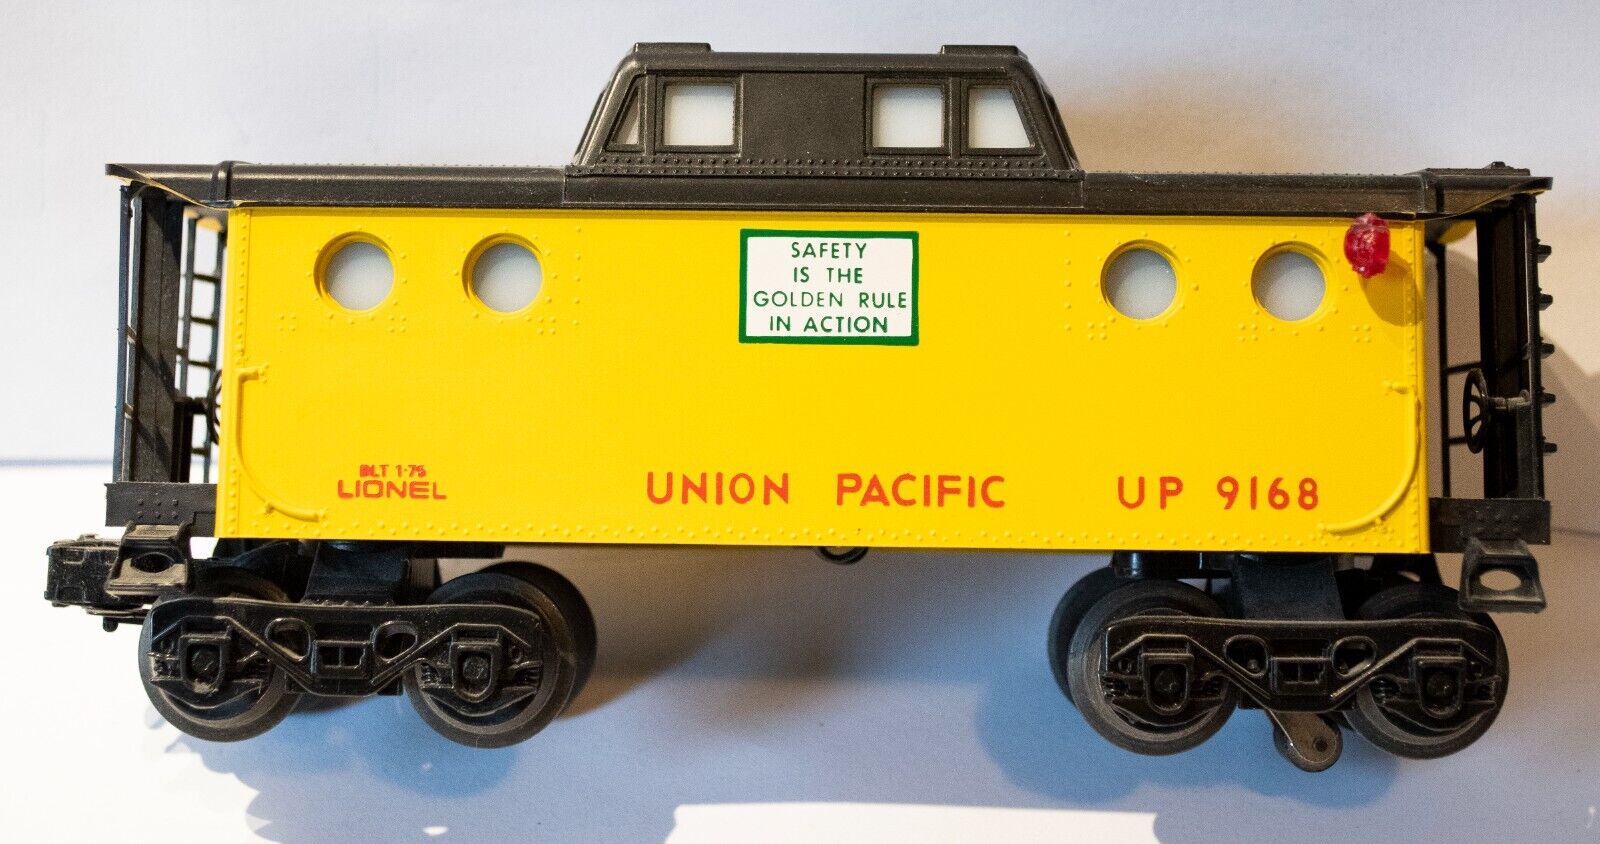 SAFETY
IS THE
GOLDEN RULE
IN ACTION
BLT 1-75
LIONEL
UNION PACIFIC UP 9168